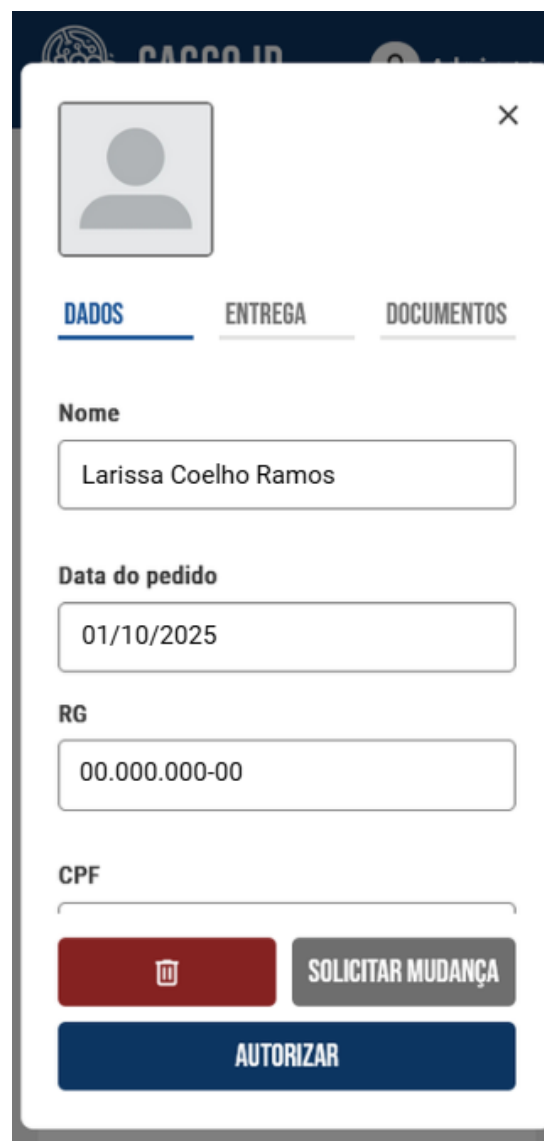 DADOS ENTREGA DOCUMENTOS
Nome
Larissa Coelho Ramos
Data do pedido
01/10/2025
RG
00.000.000-00
CPF
SOLICITAR MUDANÇA
AUTORIZAR